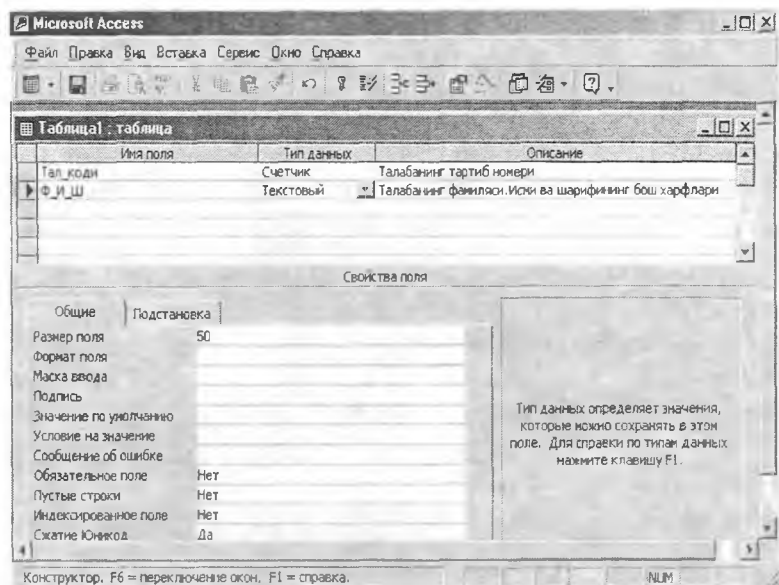 Microsoft Access
Файл Правка Вид Вставка Сервис Окно Справка
Таблица1 : таблица
Имя поля Тип данных Описание
Тал_коди Счетчик Талабанинг тартиб номери
Ф_И_Ш Текстовый Талабанинг фамиляси.Исми ва шарифининг бош харфлари
Свойства поля
Общие Подстановка
Размер поля 50
Формат поля
Маска ввода
Подпись
Значение по умолчанию
Условие на значение
Сообщение об ошибке
Обязательное поле Нет
Пустые строки Нет
Индексированное поле Нет
Сжатие Юникод Да
Тип данных определяет значения,
которые можно сохранять в этом
поле. Для справки по типам данных
нажмите клавишу F1.
Конструктор. F6 = переключение окон. F1 = справка. NUM